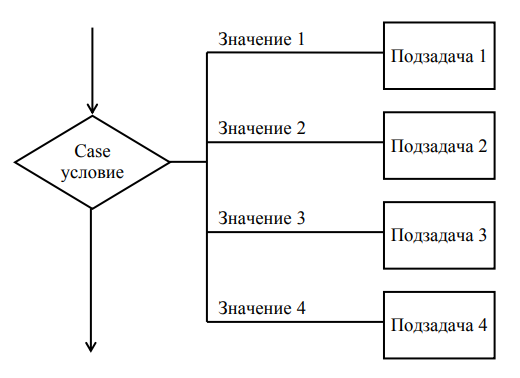 Значение 1
Подзадача 1
Значение 2
Подзадача 2
Case
условие
Значение 3
Подзадача 3
Значение 4
Подзадача 4